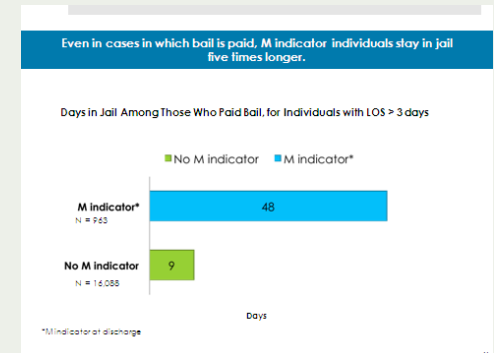 Even in cases in which bail is paid, M indicator individuals stay in jail
five times longer.
Days in Jail Among Those Who Paid Bail, for Individuals with LOS > 3 days
No M indicator M indicator*
M indicator*
48
N = 963
No M indicator
9
N = 16,088
Days
*M indicator at discharge